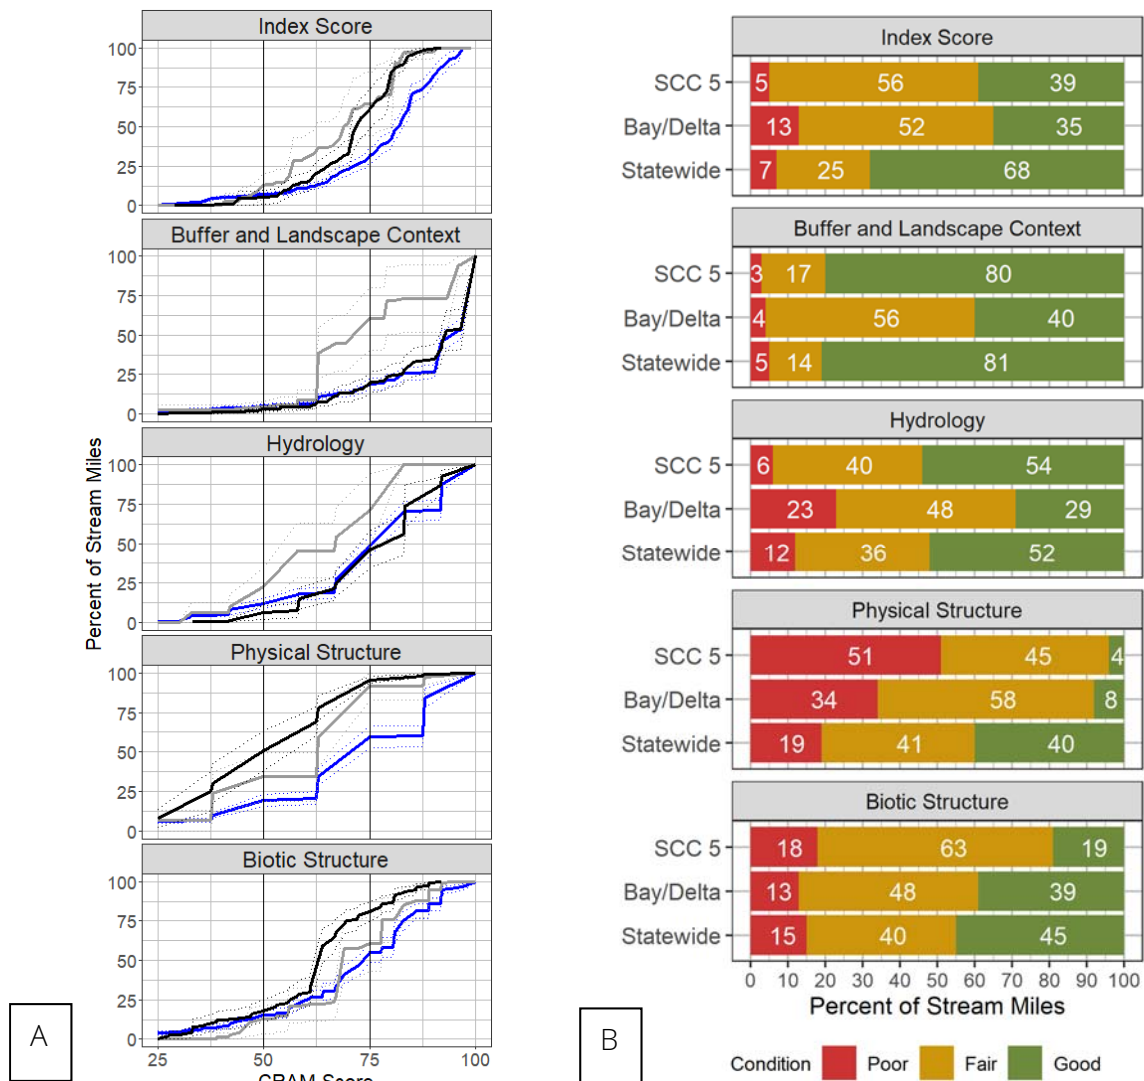 Index Score
100
75
50
25
0
Buffer and Landscape Context
100
75
50
25
0
Hydrology
100
75
50
25
0
Physical Structure
100
75
50
25
0
Biotic Structure
100
75
50
25
0
25 50 75 100
CRAM Score
Percent of Stream Miles
A
Index Score
SCC 5 5 56 39
Bay/Delta 13 52 35
Statewide 7 25 68
Buffer and Landscape Context
SCC 5 3 17 80
Bay/Delta 4 56 40
Statewide 5 14 81
Hydrology
SCC 5 6 40 54
Bay/Delta 23 48 29
Statewide 12 36 52
Physical Structure
SCC 5 51 45 4
Bay/Delta 34 58 8
Statewide 19 41 40
Biotic Structure
SCC 5 18 63 19
Bay/Delta 13 48 39
Statewide 15 40 45
0 10 20 30 40 50 60 70 80 90 100
Percent of Stream Miles
B
Condition Poor Fair Good